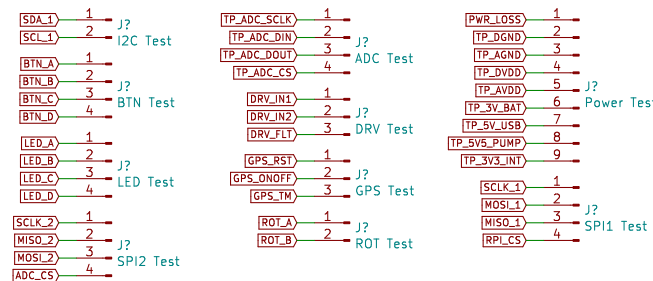 SDA_1 1
SCL_1 2
J?
I2C Test
BTN_A 1
BTN_B 2
BTN_C 3
BTN_D 4
J?
BTN Test
LED_A 1
LED_B 2
LED_C 3
LED_D 4
J?
LED Test
SCLK_2 1
MISO_2 2
MOSI_2 3
ADC_CS 4
J?
SPI2 Test
TP_ADC_SCLK 1
TP_ADC_DIN 2
TP_ADC_DOUT 3
TP_ADC_CS 4
J?
ADC Test
DRV_IN1 1
DRV_IN2 2
DRV_FLT 3
J?
DRV Test
GPS_RST 1
GPS_ONOFF 2
GPS_TM 3
J?
GPS Test
ROT_A 1
ROT_B 2
J?
ROT Test
PWR_LOSS 1
TP_DGND 2
TP_AGND 3
TP_DVDD 4
TP_AVDD 5
TP_3V_BAT 6
TP_5V_USB 7
TP_5V5_PUMP 8
TP_3V3_INT 9
J?
Power Test
SCLK_1 1
MOSI_1 2
MISO_1 3
RPI_CS 4
J?
SPI1 Test